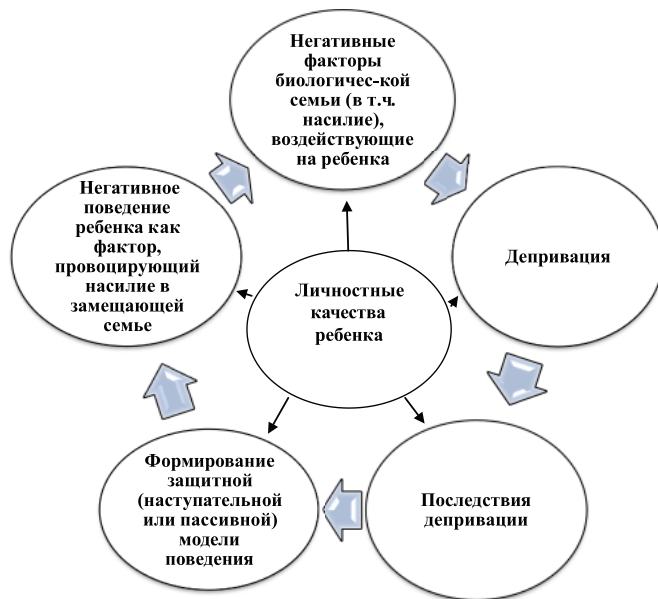 Негативные
факторы
биологичес-кой
семьи (в т.ч.
насилие),
воздействующие
на ребенка
Депривация
Последствия
депривации
Формирование
защитной
(наступательной
или пассивной)
модели
поведения
Негативное
поведение
ребенка как
фактор,
провоцирующий
насилие в
замещающей
семье
Личностные
качества
ребенка